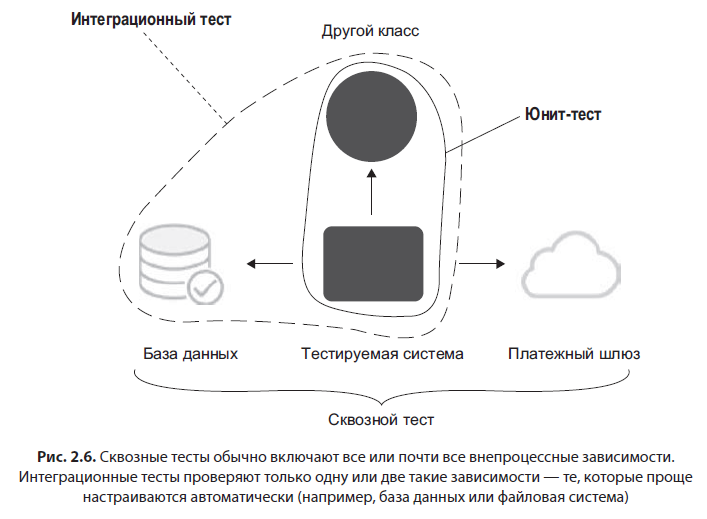 Интеграционный тест
Другой класс
Юнит-тест
База данных
Тестируемая система
Платежный шлюз
Сквозной тест
Рис. 2.6. Сквозные тесты обычно включают все или почти все внепроцессные зависимости.
Интеграционные тесты проверяют только одну или две такие зависимости — те, которые проще
настраиваются автоматически (например, база данных или файловая система)